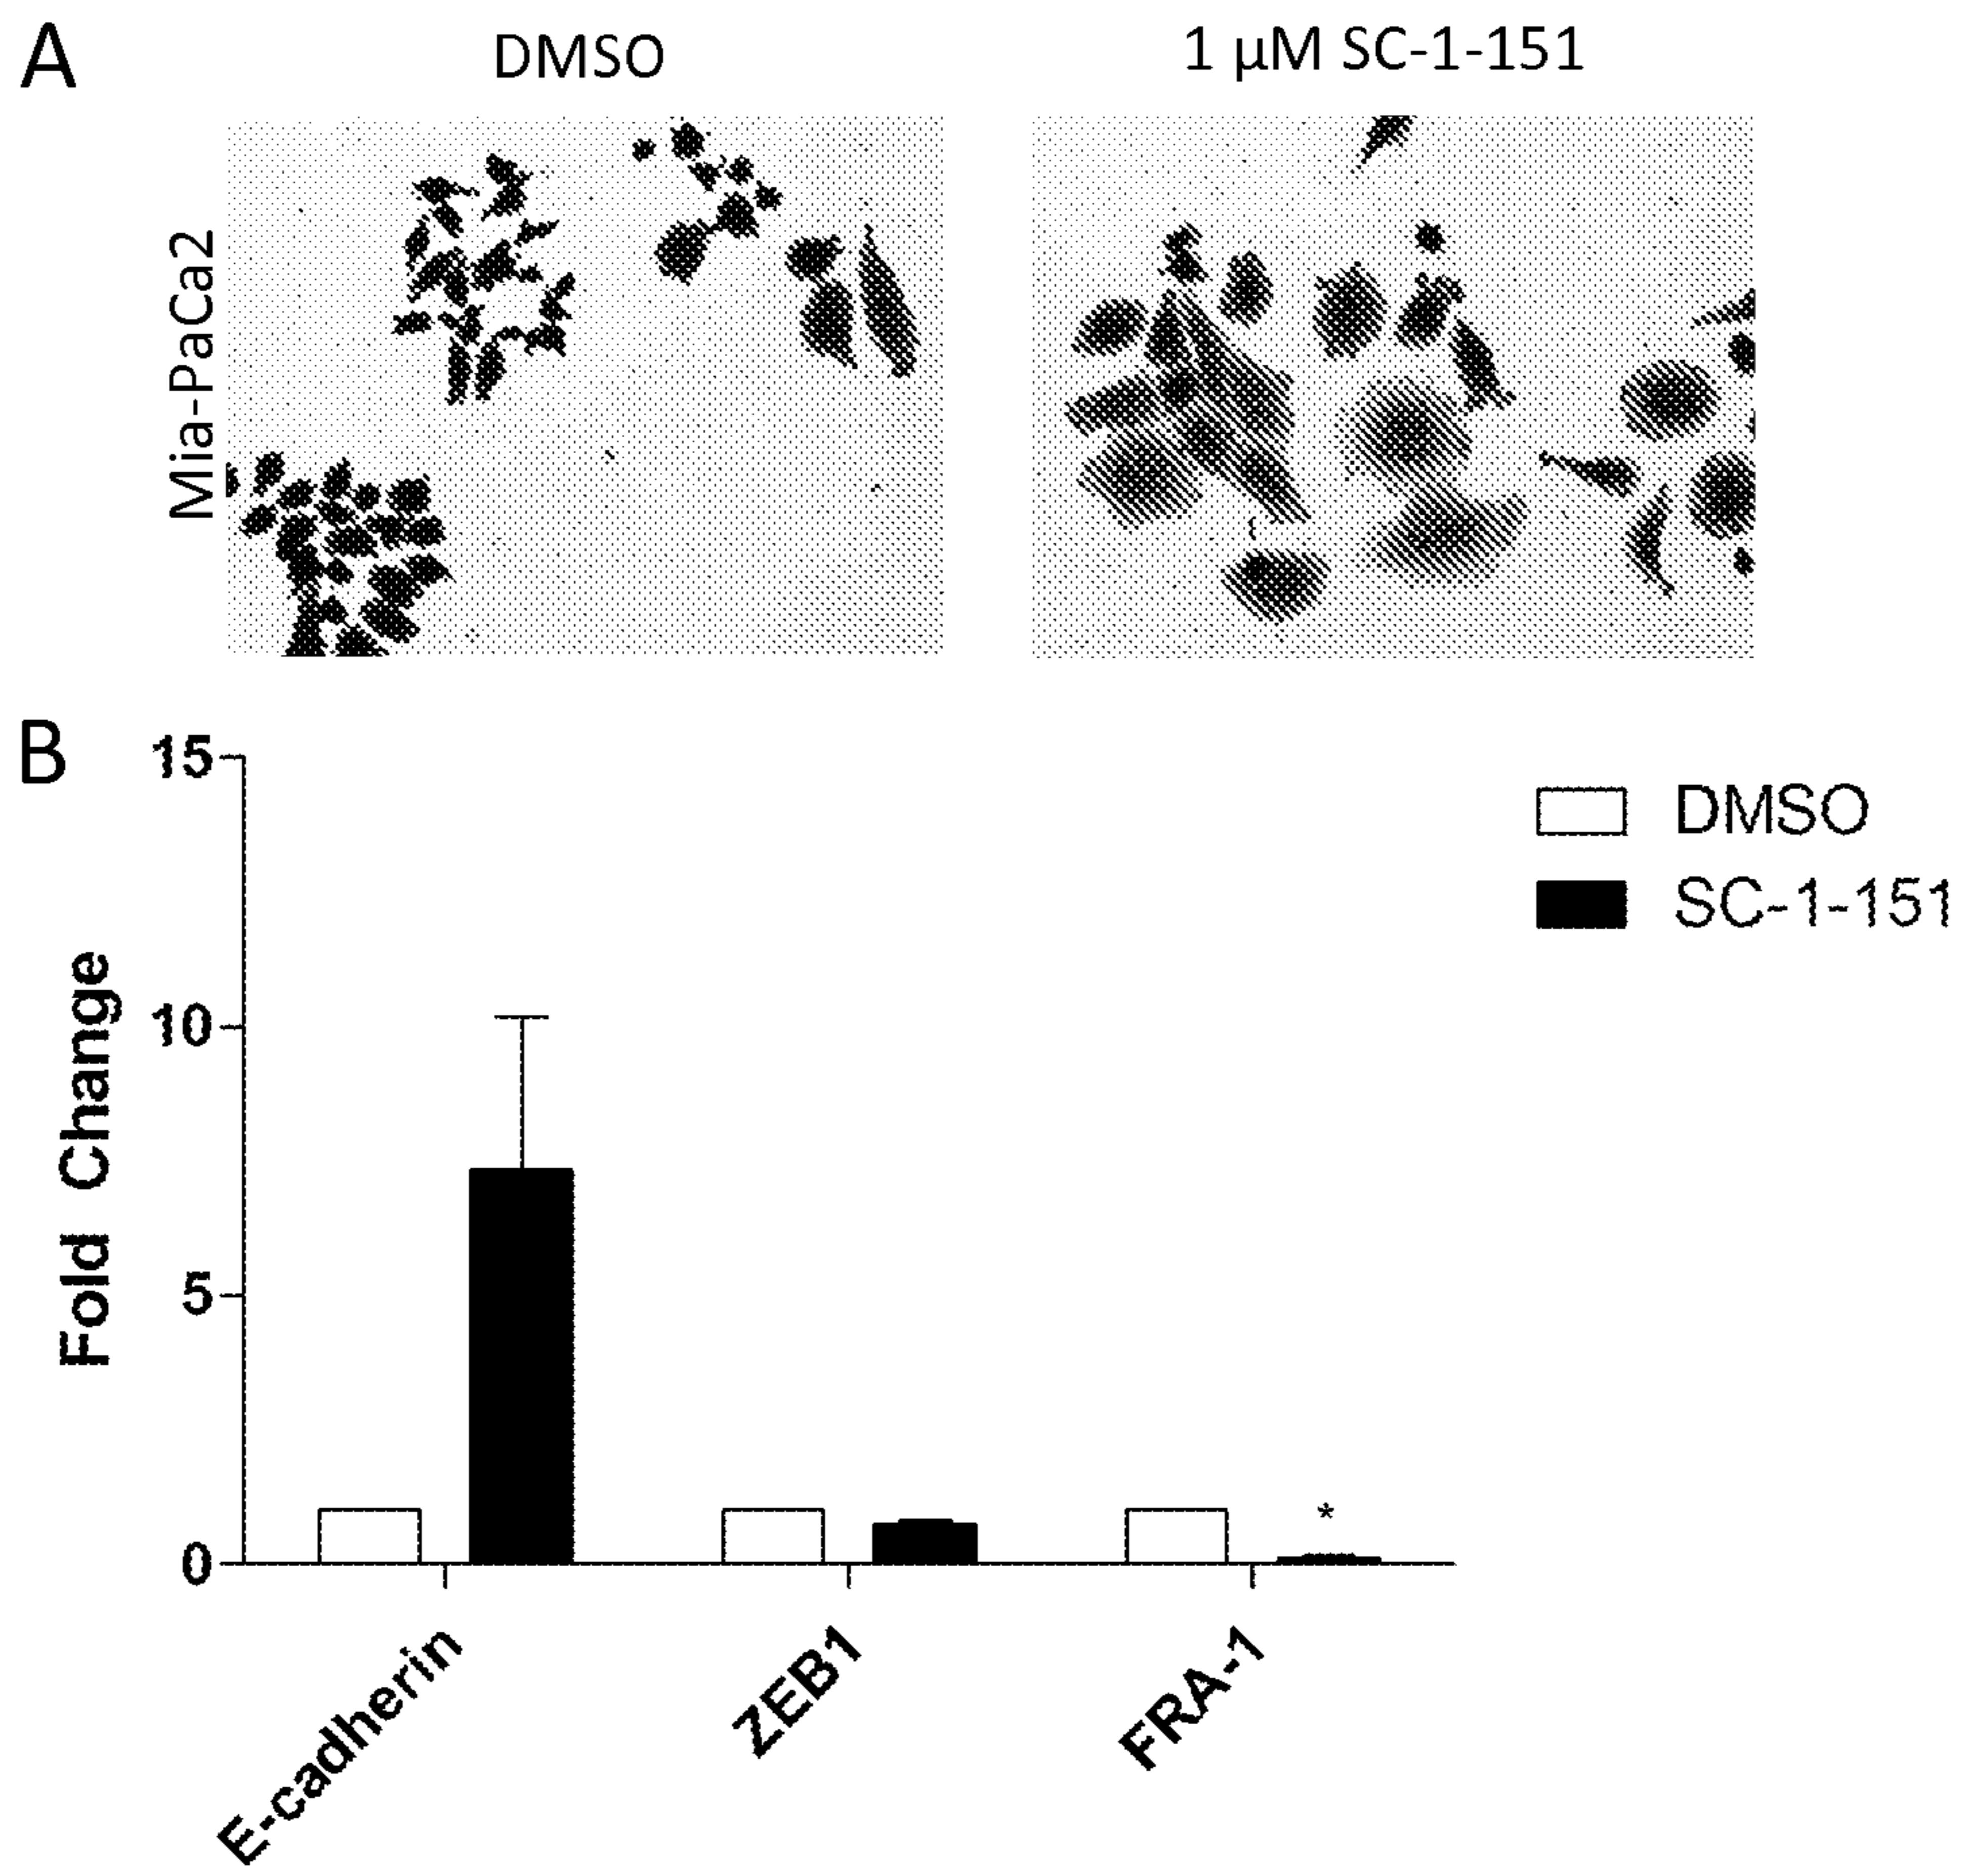 A
DMSO
1 µM SC-1-151
Mia-PaCa2
B
15
10
5
0
Fold Change
DMSO
SC-1-151
*
E-cadherin
ZEB1
FRA-1